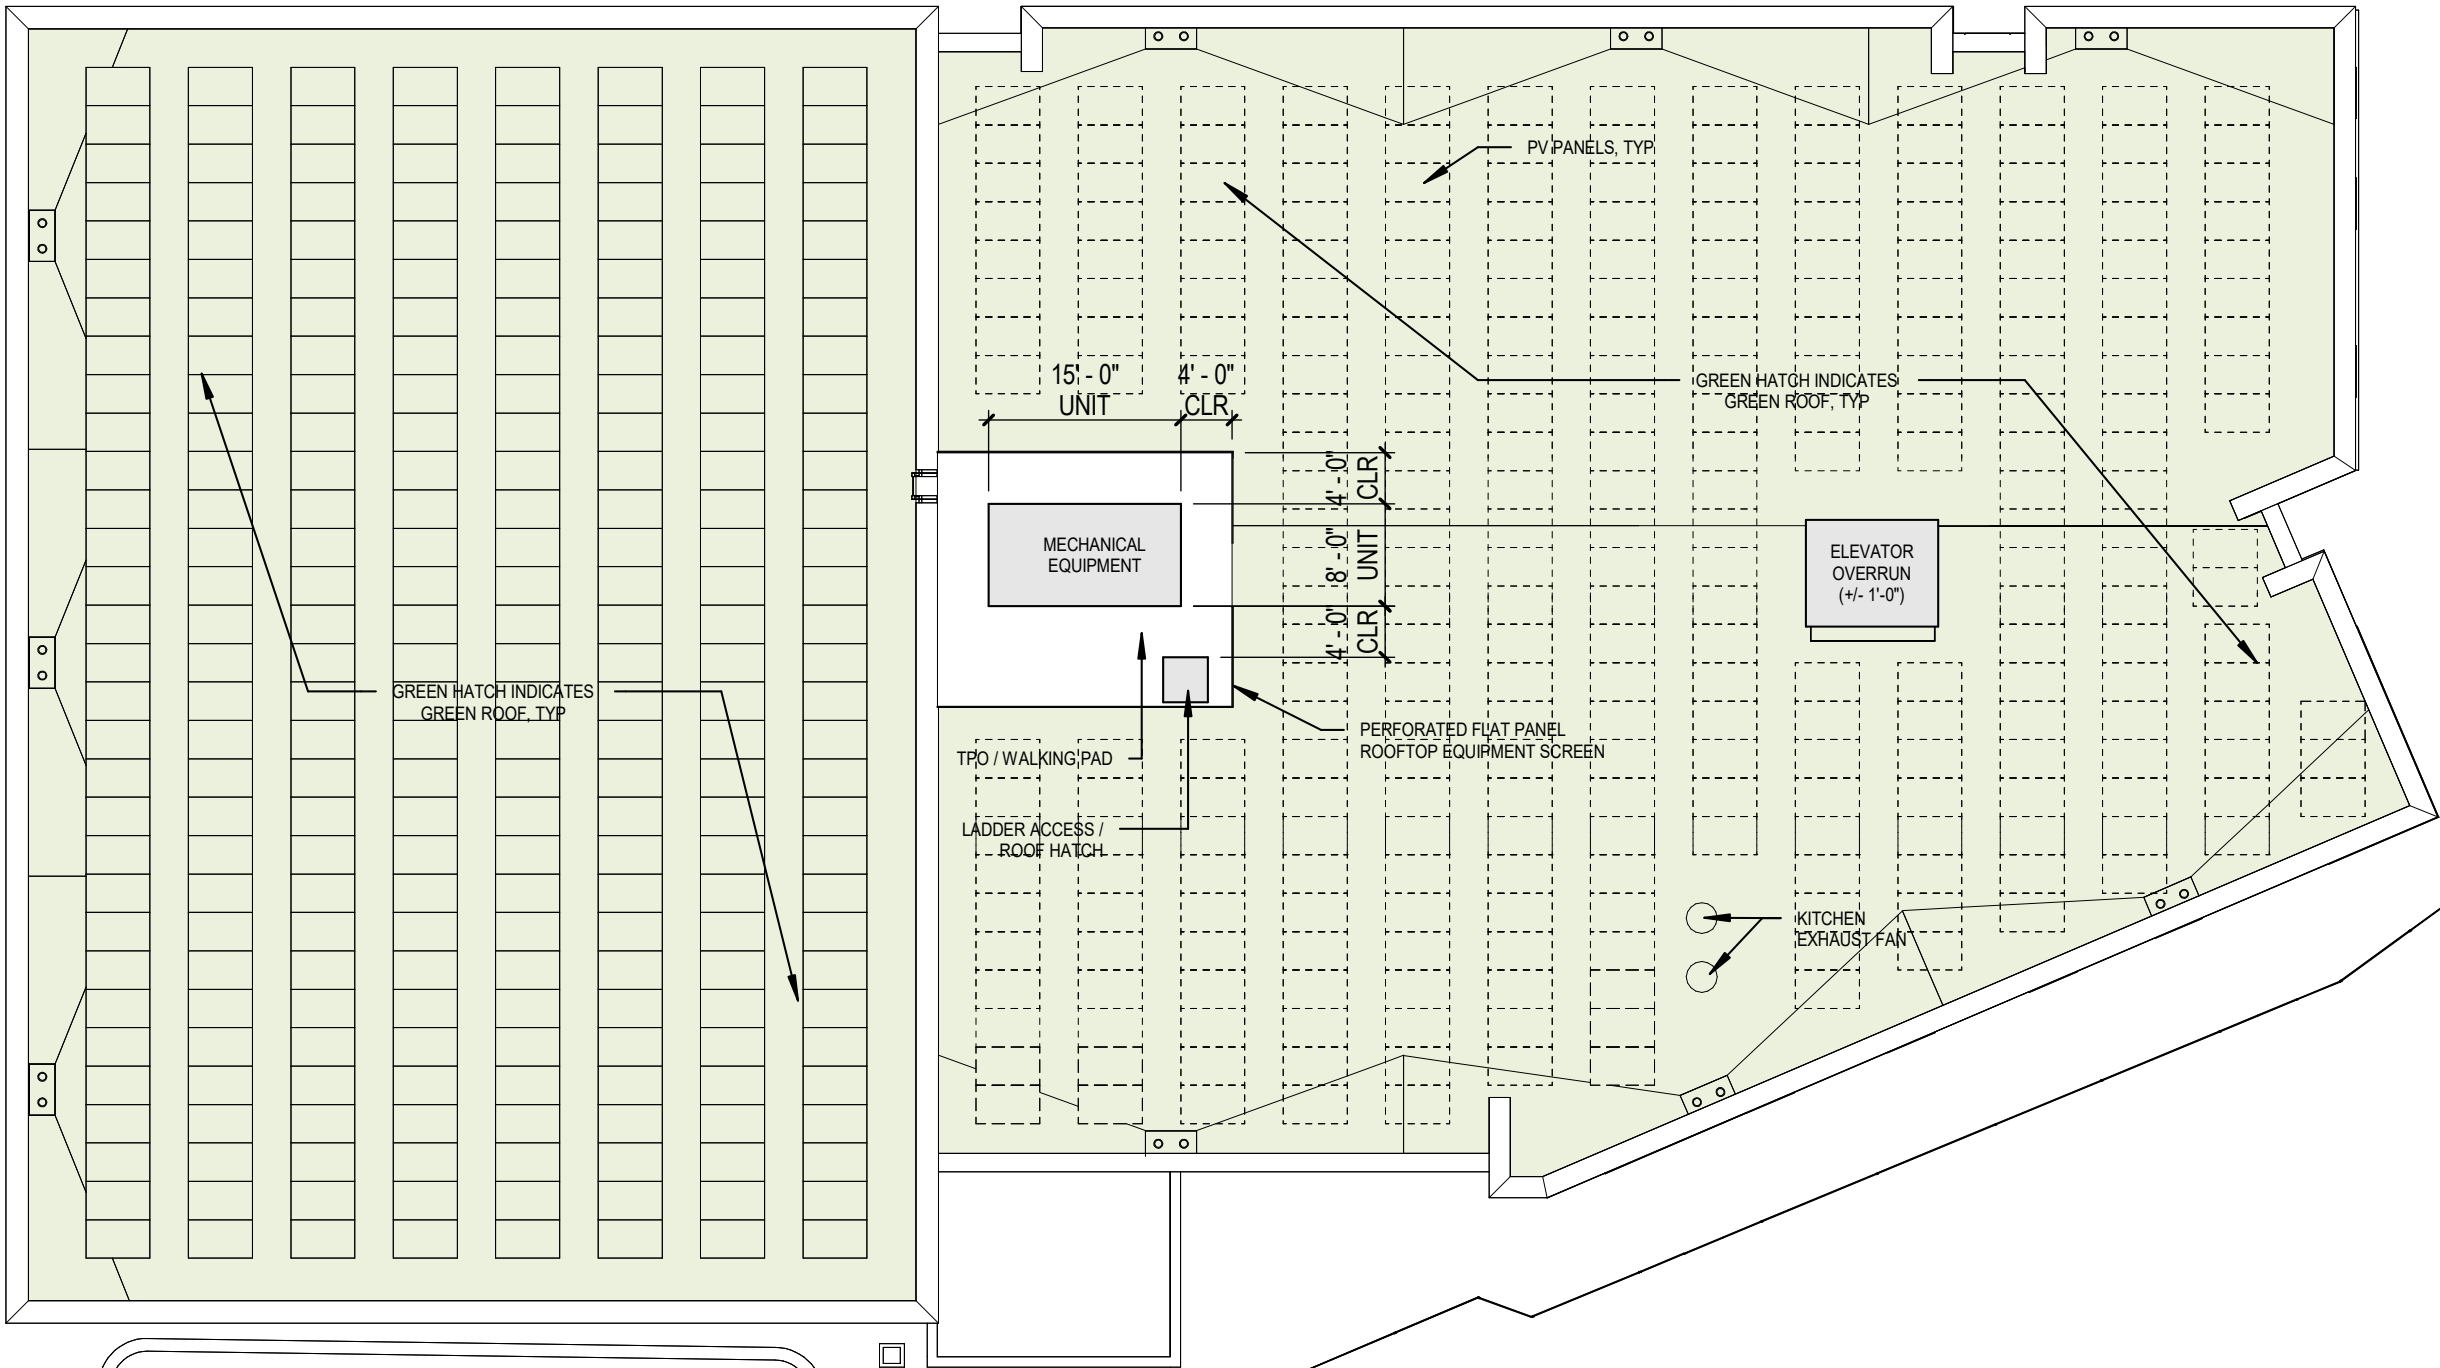 PV PANELS, TYP
15' - 0"
UNIT
4' - 0"
CLR
GREEN HATCH INDICATES
GREEN ROOF, TYP
4' - 0"
CLR
8' - 0"
UNIT
4' - 0"
CLR
MECHANICAL
EQUIPMENT
ELEVATOR
OVERRUN
(+/- 1'-0")
GREEN HATCH INDICATES
GREEN ROOF, TYP
PERFORATED FLAT PANEL
ROOFTOP EQUIPMENT SCREEN
TPO / WALKING PAD
LADDER ACCESS /
ROOF HATCH
KITCHEN
EXHAUST FAN